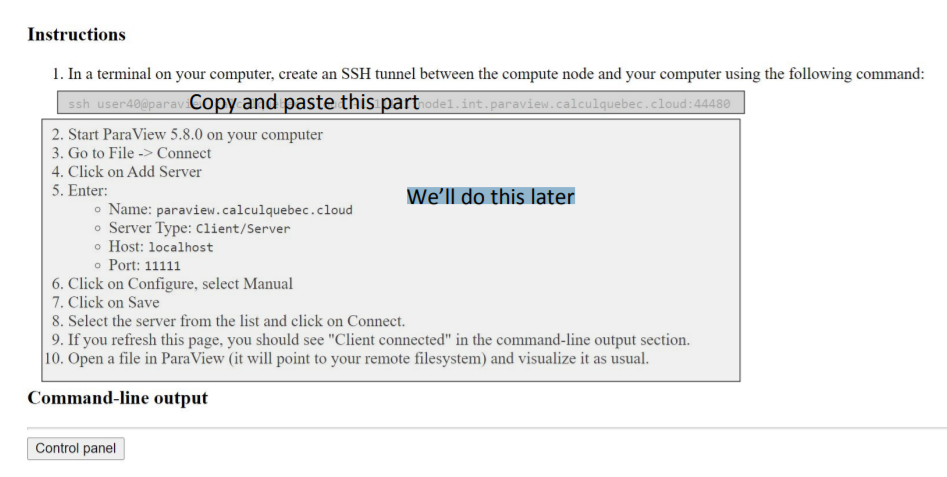 Instructions
1. In a terminal on your computer, create an SSH tunnel between the compute node and your computer using the following command:
ssh user40@paravi node1.int.paraview.calculquebec.cloud:44480
Copy and paste this part
2. Start ParaView 5.8.0 on your computer
3. Go to File -> Connect
4. Click on Add Server
5. Enter:
We'll do this later
◦ Name: paraview.calculquebec.cloud
◦ Server Type: Client/Server
◦ Host: localhost
◦ Port: 11111
6. Click on Configure, select Manual
7. Click on Save
8. Select the server from the list and click on Connect.
9. If you refresh this page, you should see "Client connected" in the command-line output section.
10. Open a file in ParaView (it will point to your remote filesystem) and visualize it as usual.
Command-line output
Control panel